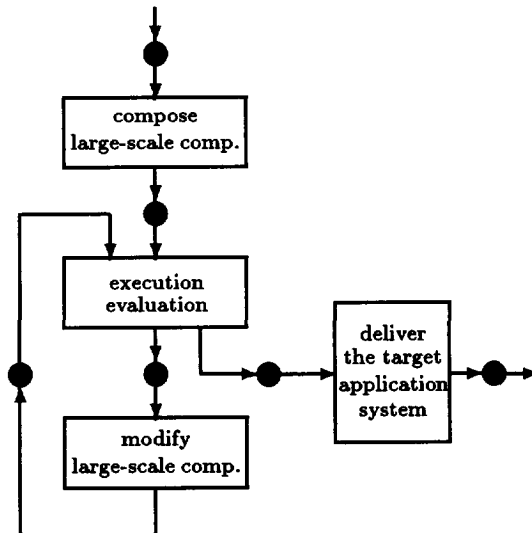 compose
large-scale comp.
execution
evaluation
deliver
the target
application
system
modify
large-scale comp.